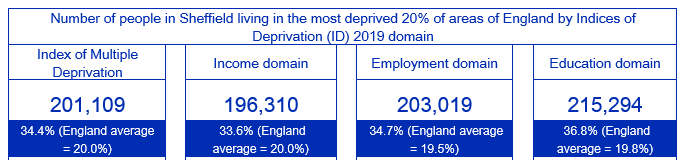 Number of people in Sheffield living in the most deprived 20% of areas of England by Indices of
Deprivation (ID) 2019 domain
Index of Multiple
Deprivation
201,109
34.4% (England average
= 20.0%)
Income domain
196,310
33.6% (England
average = 20.0%)
Employment domain
203,019
34.7% (England average
= 19.5%)
Education domain
215,294
36.8% (England
average = 19.8%)